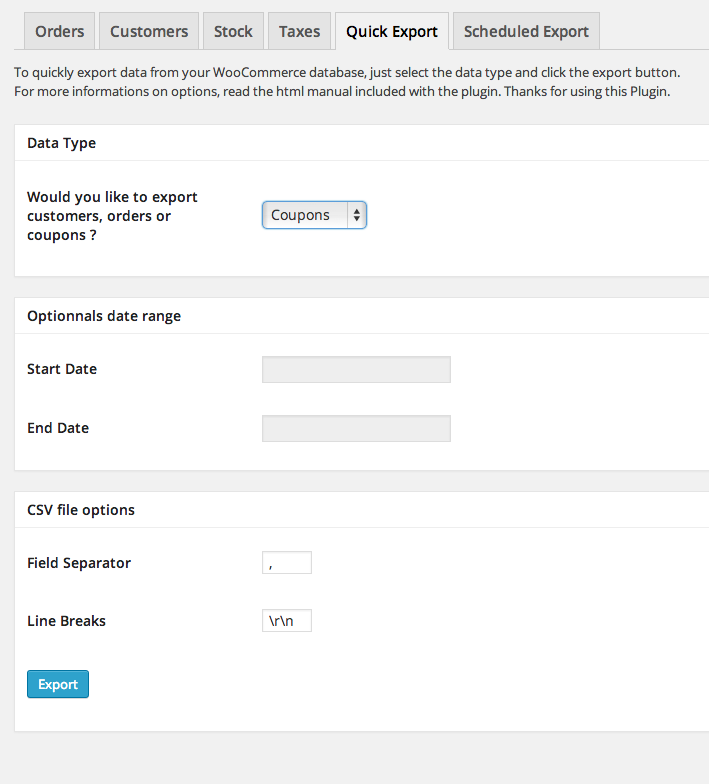 Orders Customers Stock Taxes Quick Export Scheduled Export
To quickly export data from your WooCommerce database, just select the data type and click the export button.
For more informations on options, read the html manual included with the plugin. Thanks for using this Plugin.
Data Type
Would you like to export
customers, orders or
coupons ?
Coupons
Optionnals date range
Start Date
End Date
CSV file options
Field Separator ,
Line Breaks \r\n
Export